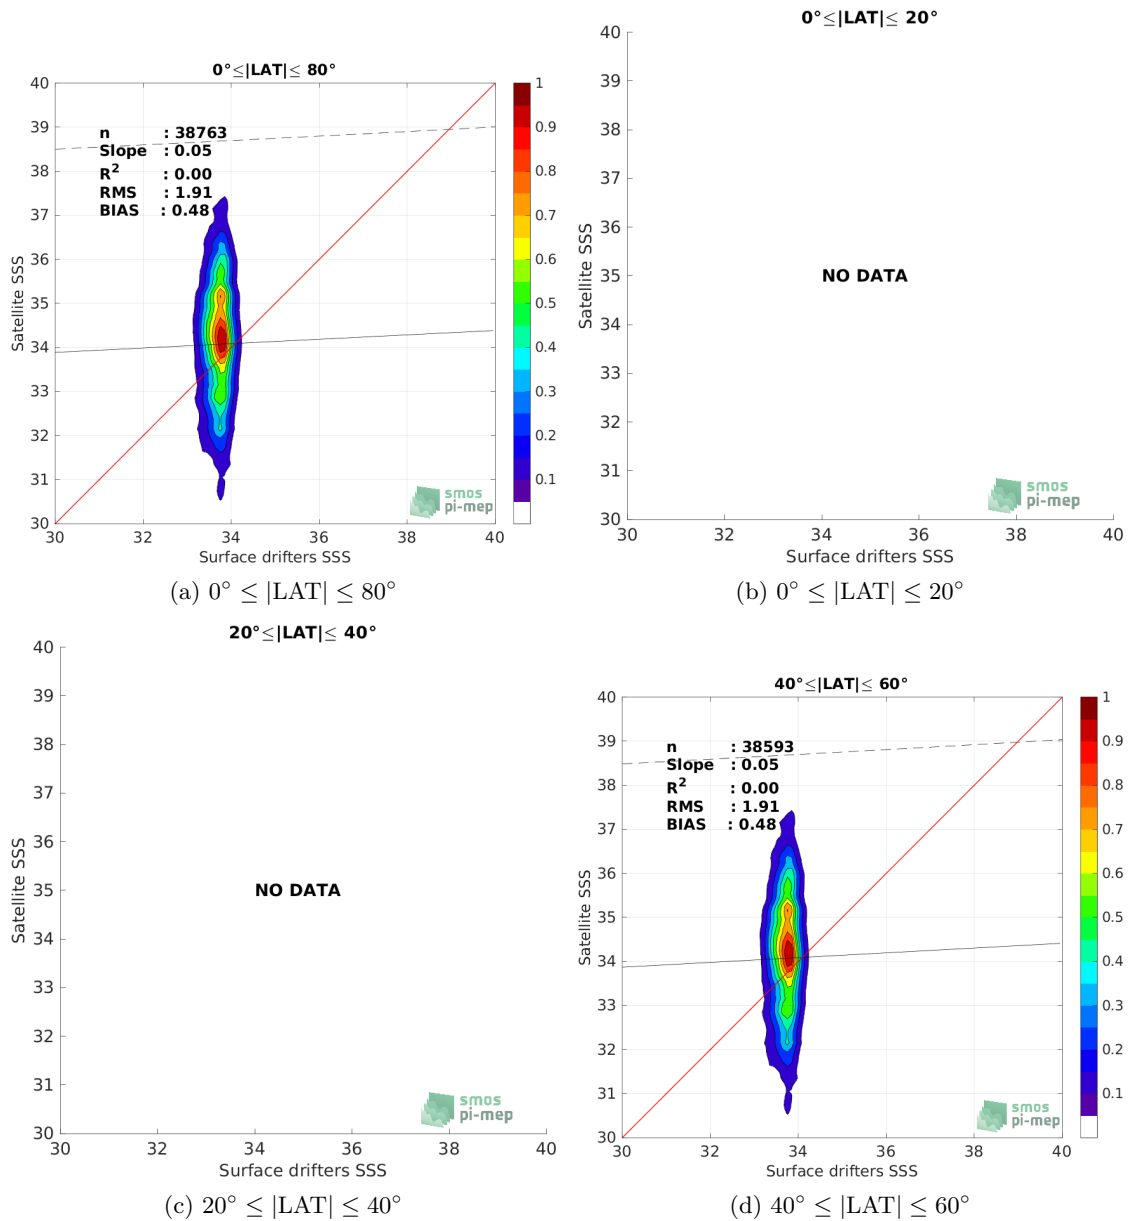 0°≤|LAT|≤ 80°
n : 38763
Slope : 0.05
R² : 0.00
RMS : 1.91
BIAS : 0.48
40
39
38
37
36
35
34
33
32
31
30
Satellite SSS
30 32 34 36 38 40
Surface drifters SSS
1
0.9
0.8
0.7
0.6
0.5
0.4
0.3
0.2
0.1
smos
pi-mep
(a) 0° ≤ |LAT| ≤ 80°
0°≤|LAT|≤ 20°
40
39
38
37
36
35
34
33
32
31
30
Satellite SSS
NO DATA
smos
pi-mep
30 32 34 36 38 40
Surface drifters SSS
(b) 0° ≤ |LAT| ≤ 20°
20°≤|LAT|≤ 40°
40
39
38
37
36
35
34
33
32
31
30
Satellite SSS
NO DATA
smos
pi-mep
30 32 34 36 38 40
Surface drifters SSS
(c) 20° ≤ |LAT| ≤ 40°
40°≤|LAT|≤ 60°
n : 38593
Slope : 0.05
R² : 0.00
RMS : 1.91
BIAS : 0.48
40
39
38
37
36
35
34
33
32
31
30
Satellite SSS
30 32 34 36 38 40
Surface drifters SSS
1
0.9
0.8
0.7
0.6
0.5
0.4
0.3
0.2
0.1
smos
pi-mep
(d) 40° ≤ |LAT| ≤ 60°